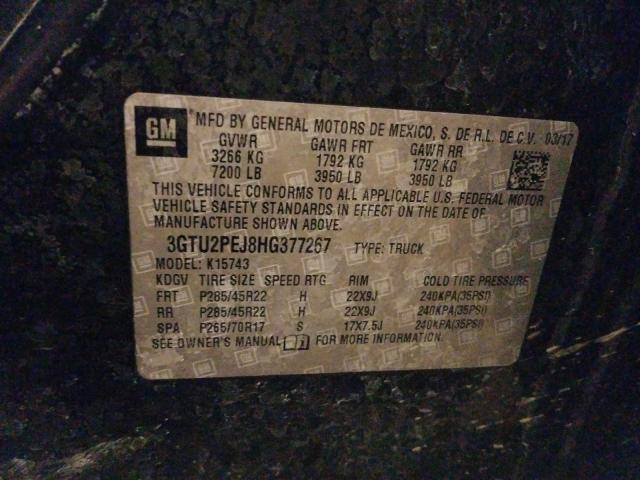 GM
MFD BY GENERAL MOTORS DE MEXICO, S. DE R.L. DE C.V. 03/17
GVWR GAWR FRT GAWR RR
3266 KG 1792 KG 1792 KG
7200 LB 3950 LB 3950 LB
THIS VEHICLE CONFORMS TO ALL APPLICABLE U.S. FEDERAL MOTOR
VEHICLE SAFETY STANDARDS IN EFFECT ON THE DATE OF
MANUFACTURE SHOWN ABOVE.
3GTU2PEJ8HG377267 TYPE: TRUCK
MODEL: K15743
KDGV TIRE SIZE SPEED RTG RIM COLD TIRE PRESSURE
FRT P285/45R22 H 22X9J 240KPA(35PSI)
RR P285/45R22 H 22X9J 240KPA(35PSI)
SPA P265/70R17 S 17X7.5J 240KPA(35PSI)
SEE OWNER'S MANUAL FOR MORE INFORMATION.